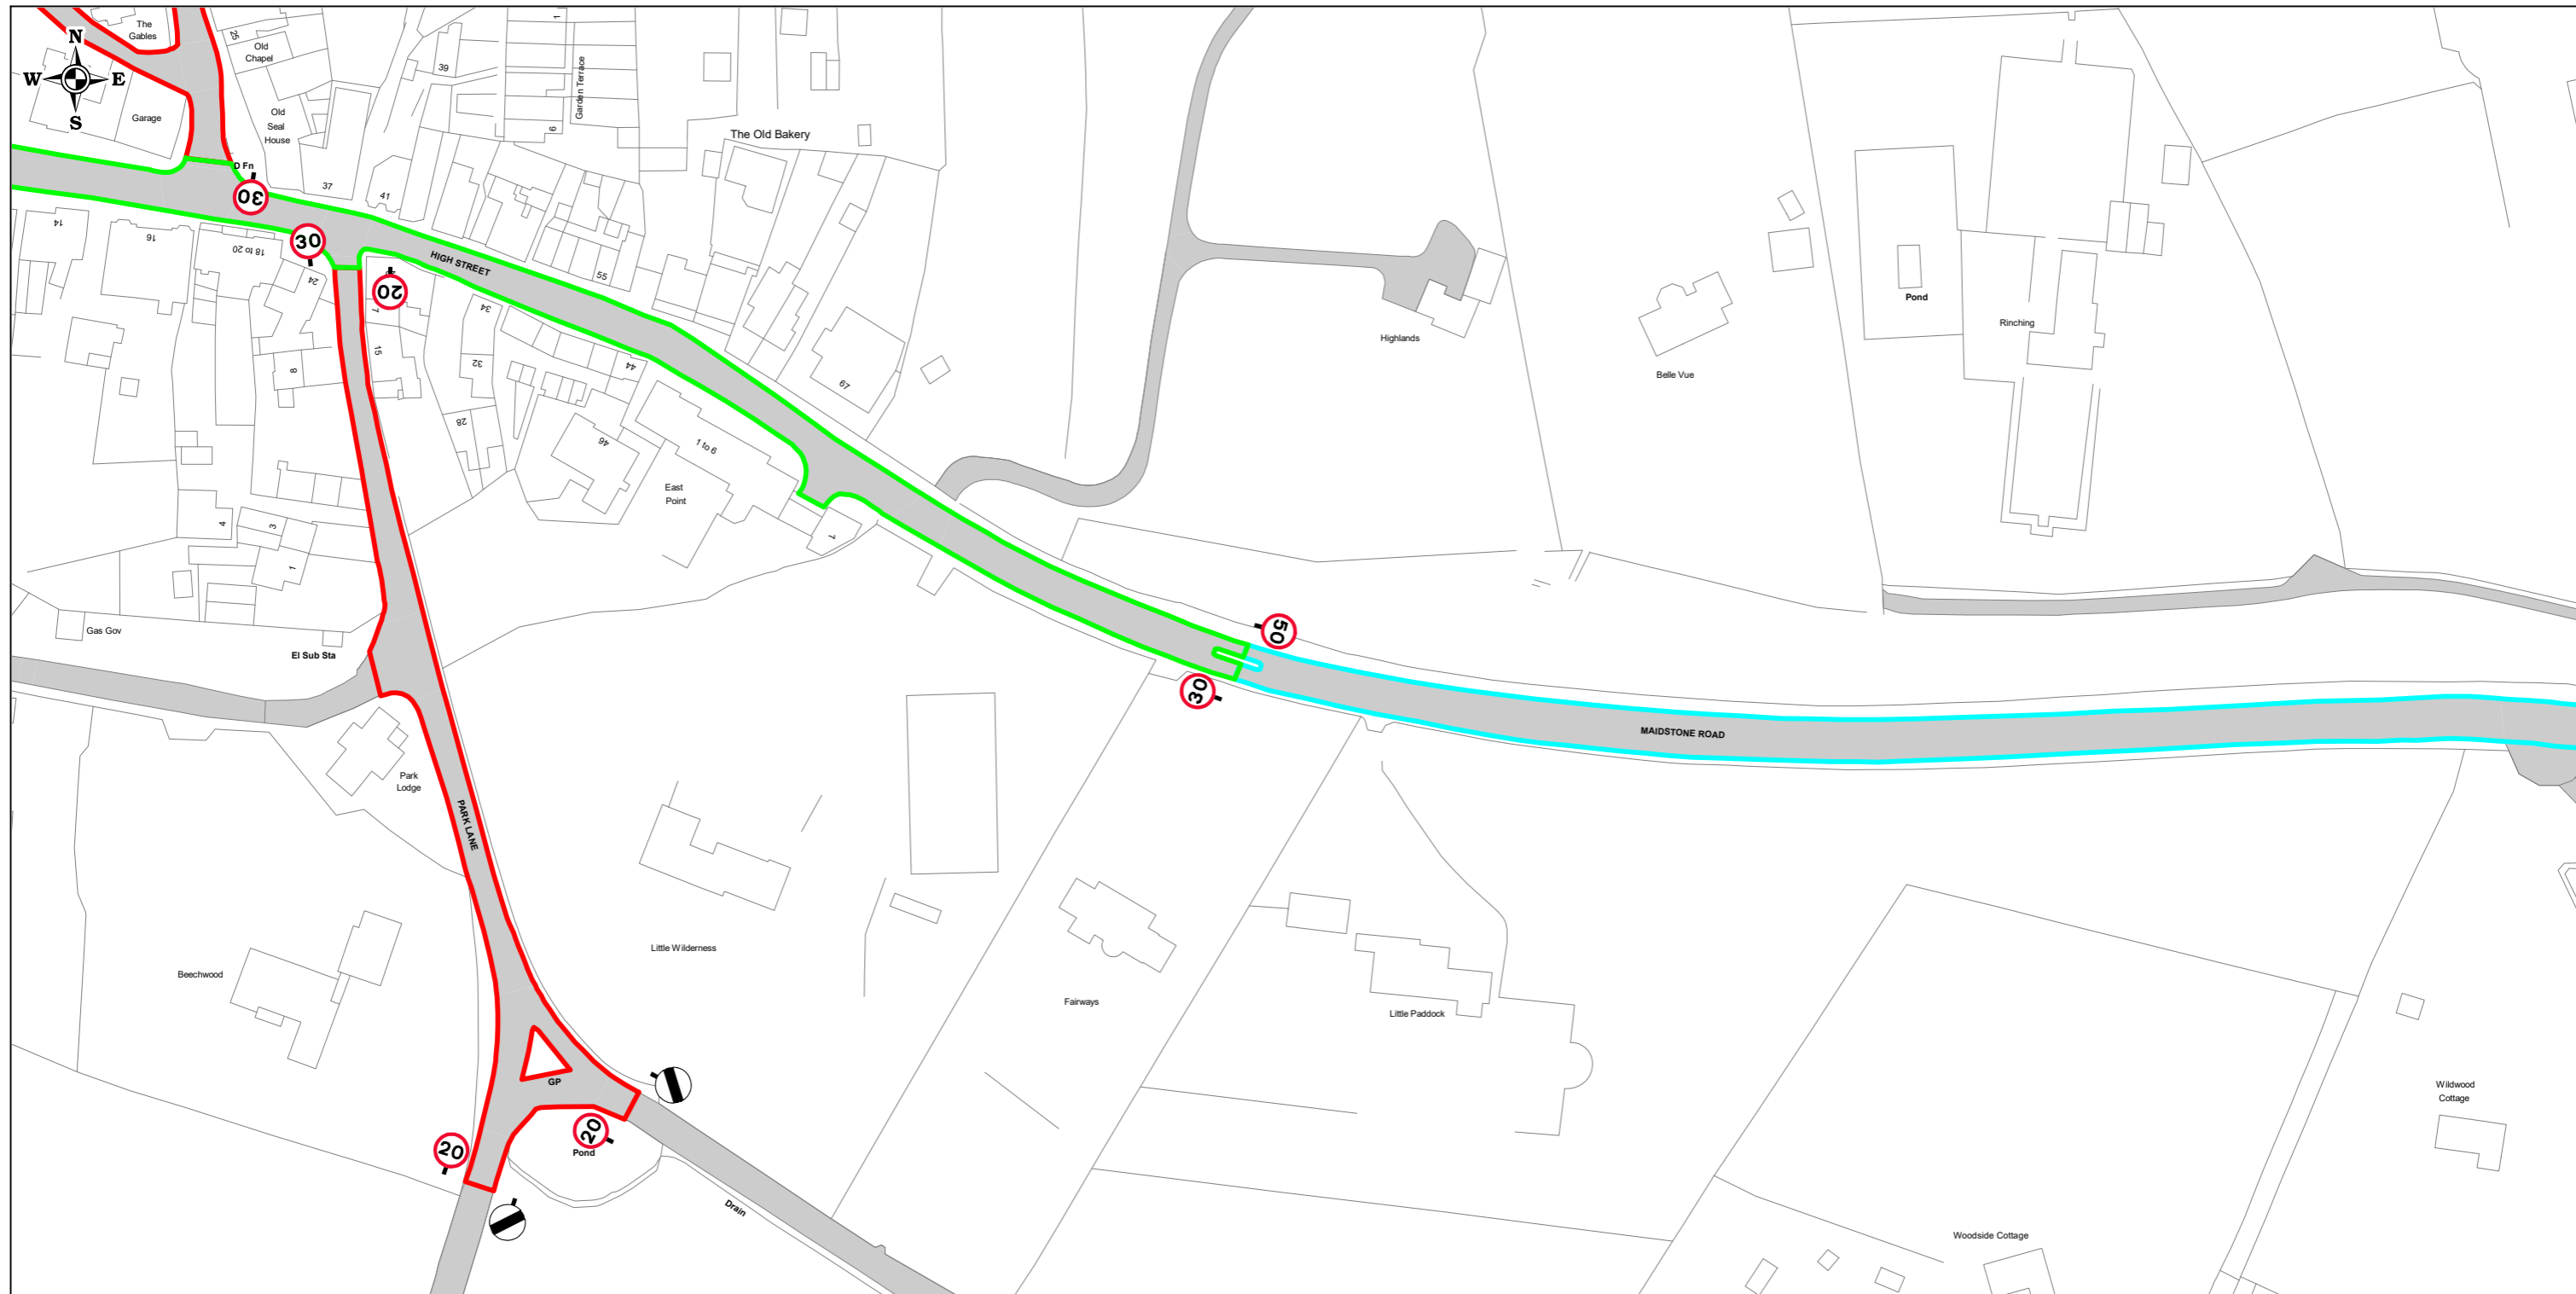 The
Gables
25
Old
Chapel
39
1
Garden Terrace
N
W E
S
Garage
Old
Seal
House
6
The Old Bakery
D Fn
37
41
30
14
16
18 to 20
30
HIGH STREET
55
24
20
7
34
15
32
8
44
67
28
46
1 to 9
East
Point
7
4
3
1
Highlands
Belle Vue
Pond
Rinching
Gas Gov
El Sub Sta
50
30
MAIDSTONE ROAD
Park
Lodge
PARK LANE
Little Wilderness
Beechwood
Fairways
Little Paddock
GP
20
20
Pond
Drain
Wildwood
Cottage
Woodside Cottage